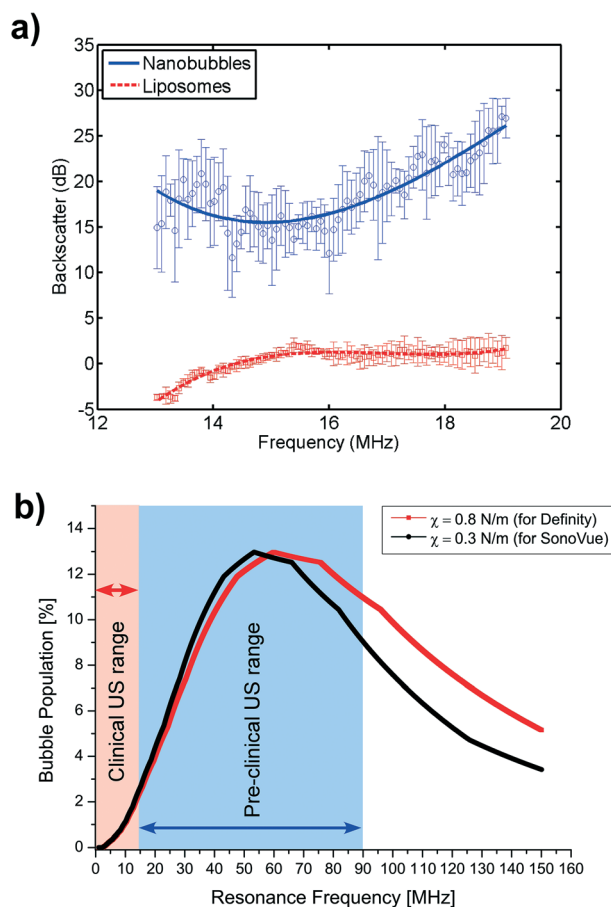 a)
Nanobubbles
Liposomes
30
25
20
15
10
5
0
-5
Backscatter (dB)
12 14 16 18 20
Frequency (MHz)
b)
χ = 0.8 N/m (for Definity)
χ = 0.3 N/m (for SonoVue)
14
12
10
8
6
4
2
0
Bubble Population [%]
Clinical US range
Pre-clinical US range
0 10 20 30 40 50 60 70 80 90 100 110 120 130 140 150 160
Resonance Frequency [MHz]